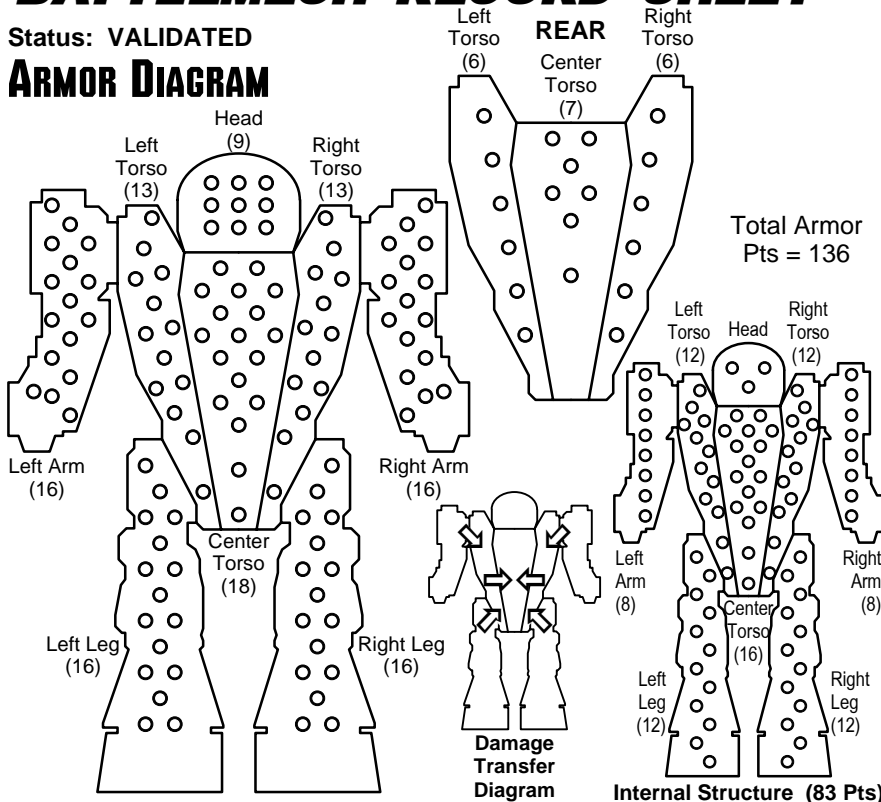 BATTLEMECH RECORD SHEET
Status: VALIDATED
ARMOR DIAGRAM
Left
Torso
(6)
REAR
Center
Torso
(7)
Right
Torso
(6)
Left
Torso
(13)
Head
(9)
Right
Torso
(13)
Total Armor
Pts = 136
Left Arm
(16)
Right Arm
(16)
Center
Torso
(18)
Left Leg
(16)
Right Leg
(16)
Damage
Transfer
Diagram
Left
Torso
(12)
Head
Right
Torso
(12)
Left
Arm
(8)
Right
Arm
(8)
Center
Torso
(16)
Left
Leg
(12)
Right
Leg
(12)
Internal Structure (83 Pts)